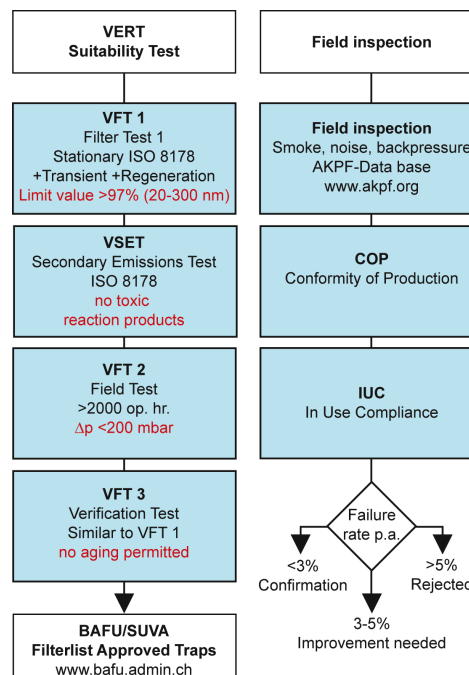 VERT
Suitability Test
VFT 1
Filter Test 1
Stationary ISO 8178
+Transient +Regeneration
Limit value >97% (20-300 nm)
VSET
Secondary Emissions Test
ISO 8178
no toxic
reaction products
VFT 2
Field Test
>2000 op. hr.
Δp <200 mbar
VFT 3
Verification Test
Similar to VFT 1
no aging permitted
BAFU/SUVA
Filterlist Approved Traps
www.bafu.admin.ch
Field inspection
Field inspection
Smoke, noise, backpressure
AKPF-Data base
www.akpf.org
COP
Conformity of Production
IUC
In Use Compliance
Failure
rate p.a.
<3%
Confirmation
>5%
Rejected
3-5%
Improvement needed